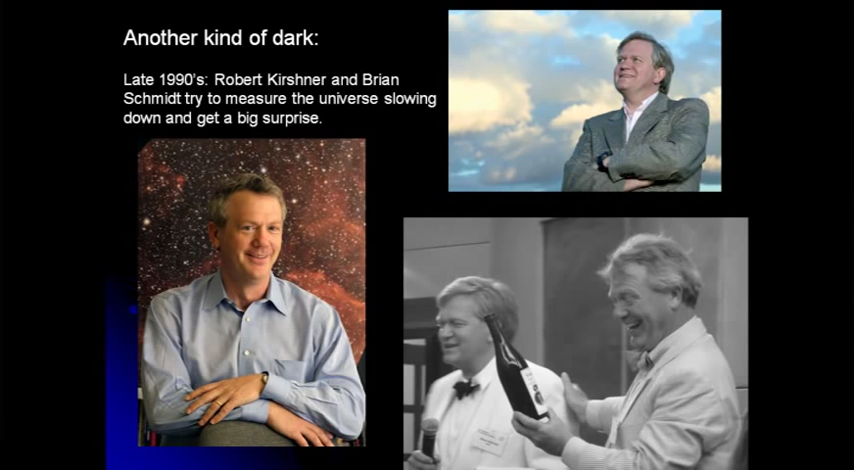 Another kind of dark:
Late 1990's: Robert Kirshner and Brian
Schmidt try to measure the universe slowing
down and get a big surprise.